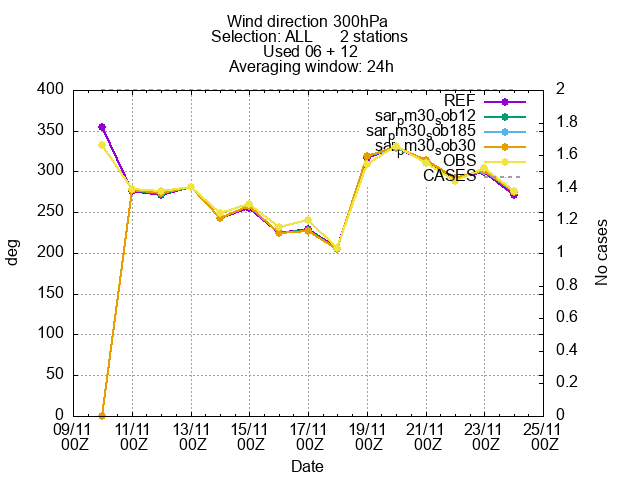 Wind direction 300hPa
Selection: ALL 2 stations
Used 06 + 12
Averaging window: 24h
400
350
300
250
200
150
100
50
0
deg
2
1.8
1.6
1.4
1.2
1
0.8
0.6
0.4
0.2
0
No cases
REF
sarpm30sob12
sarpm30sob185
sarpm30sob30
OBS
CASES
09/11 11/11 13/11 15/11 17/11 19/11 21/11 23/11 25/11
00Z 00Z 00Z 00Z 00Z 00Z 00Z 00Z 00Z
Date